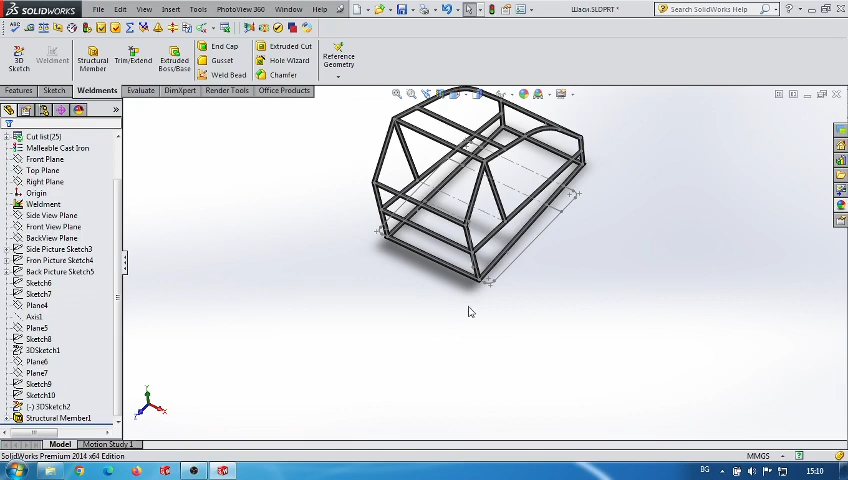 SOLIDWORKS File Edit View Insert Tools PhotoView 360 Window Help Шаси.SLDPRT * Search SolidWorks Help
3D Sketch Weldment Structural Member Trim/Extend Extruded Boss/Base End Cap Extruded Cut Reference Geometry
Gusset Hole Wizard
Weld Bead Chamfer
Features Sketch Weldments Evaluate DimXpert Render Tools Office Products
Cut list(25)
Malleable Cast Iron
Front Plane
Top Plane
Right Plane
Origin
Weldment
Side View Plane
Front View Plane
BackView Plane
Side Picture Sketch3
Fron Picture Sketch4
Back Picture Sketch5
Sketch6
Sketch7
Plane4
Axis1
Plane5
Sketch8
3DSketch1
Plane6
Plane7
Sketch9
Sketch10
(-) 3DSketch2
Structural Member1
Y
X
Z
Model Motion Study 1
SolidWorks Premium 2014 x64 Edition MMGS
BG 15:10